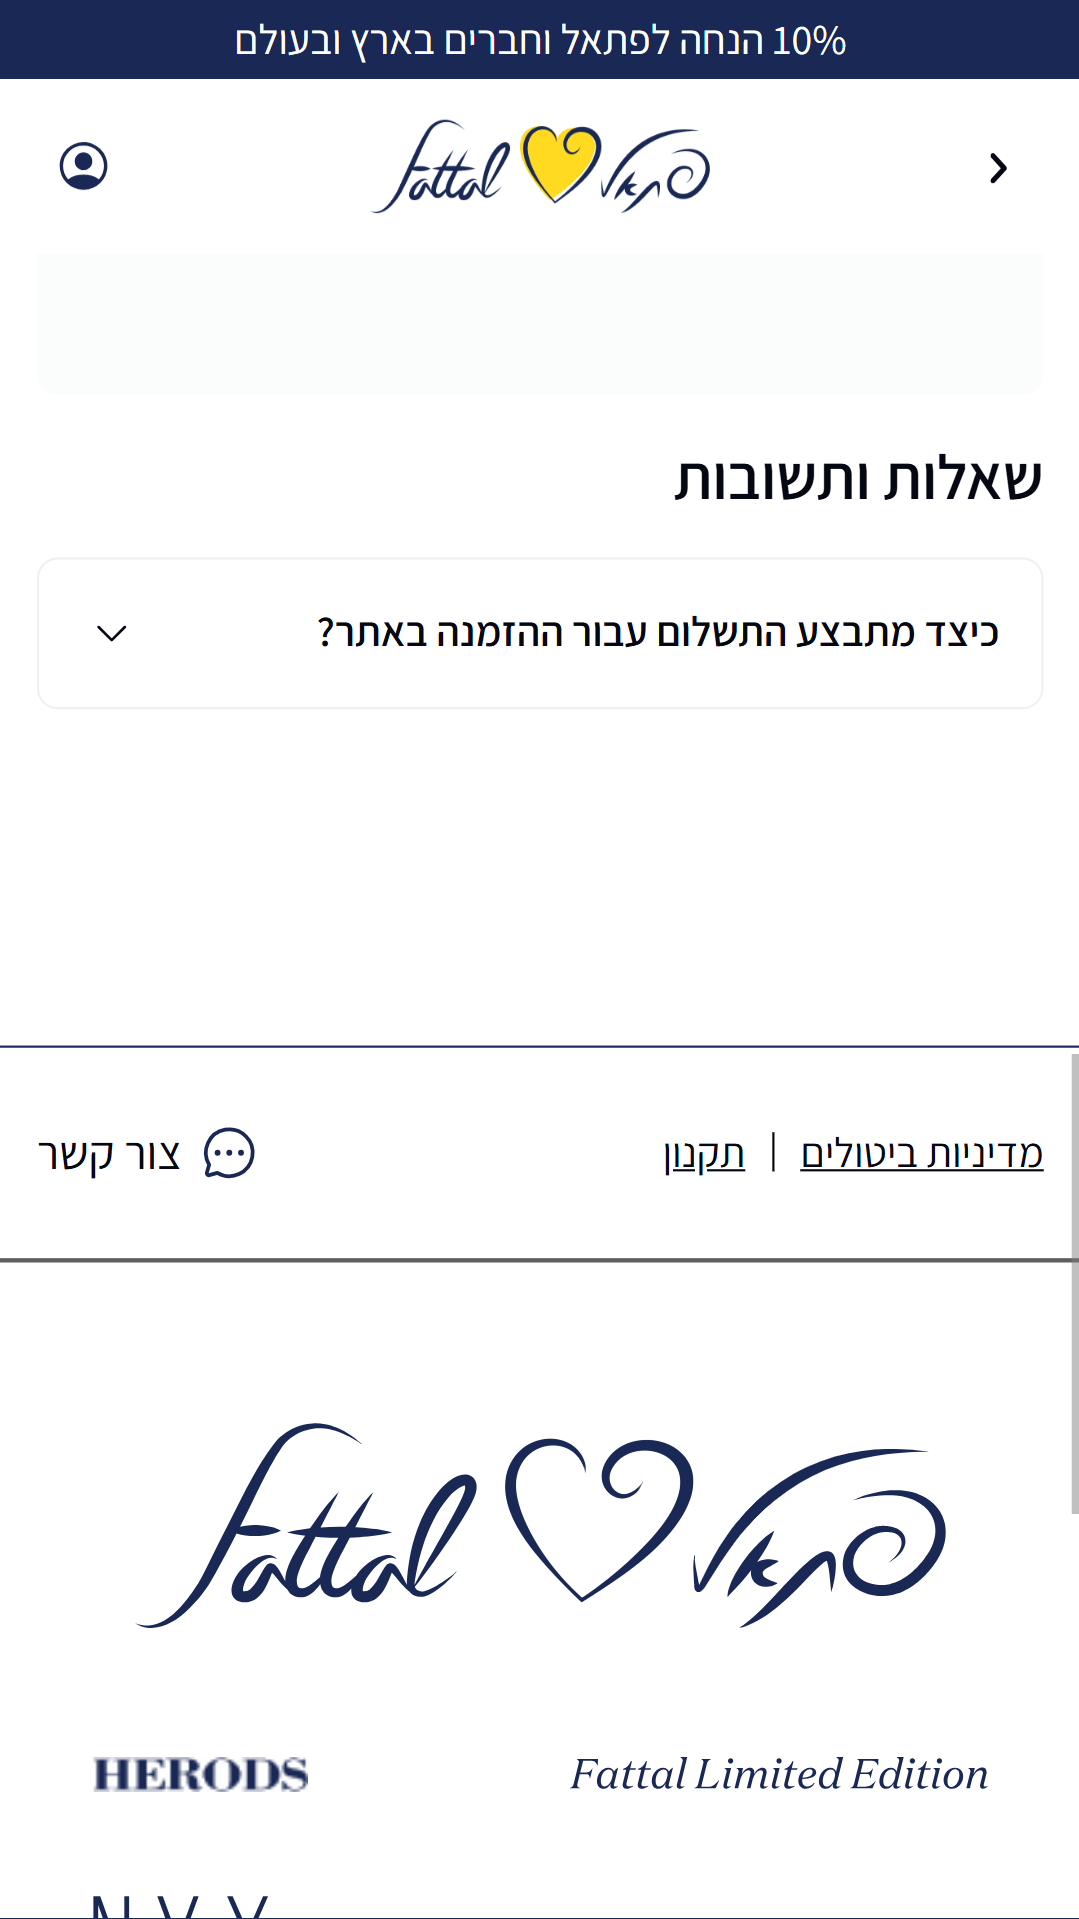 10% הנחה לפתאל וחברים בארץ ובעולם
Fattal פתאל
שאלות ותשובות
כיצד מתבצע התשלום עבור ההזמנה באתר?
מדיניות ביטולים | תקנון
צור קשר
Fattal פתאל
Fattal Limited Edition
HERODS